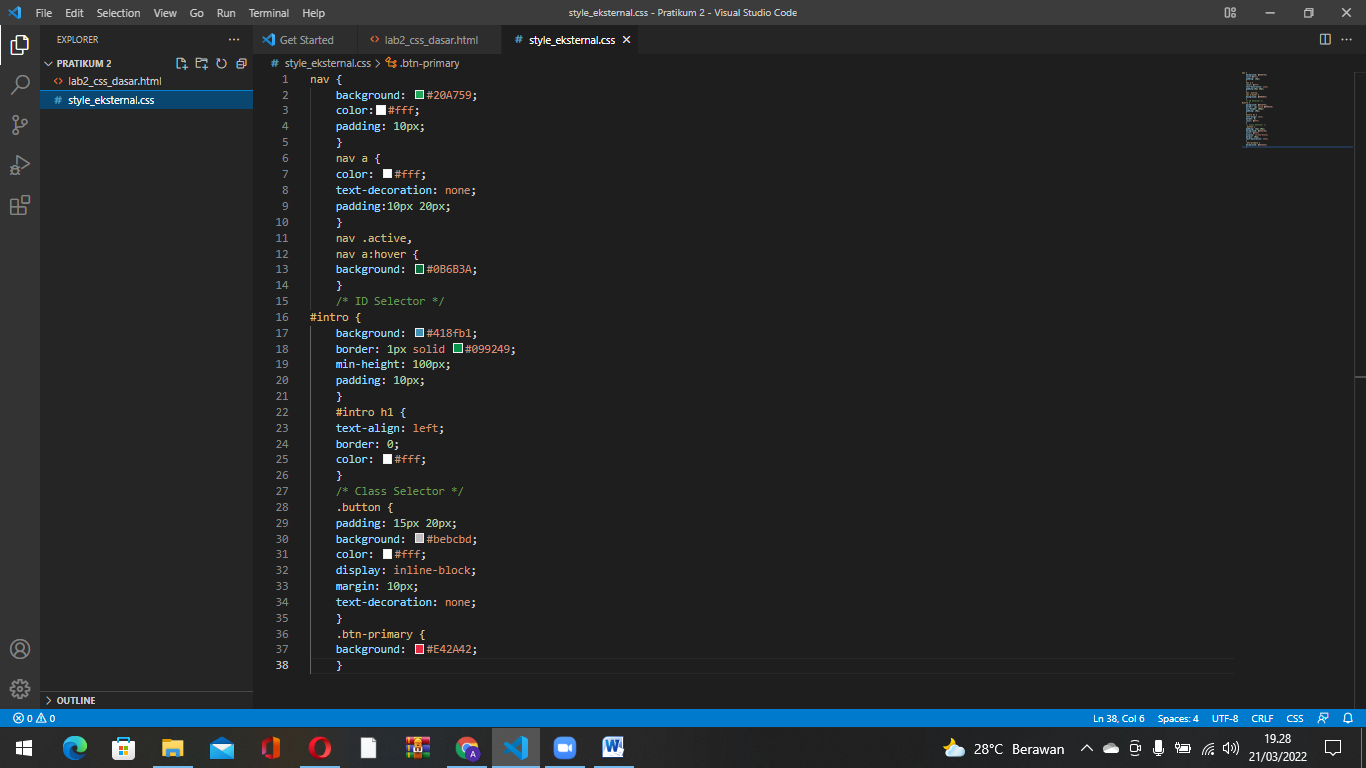 File Edit Selection View Go Run Terminal Help
style_eksternal.css - Pratikum 2 - Visual Studio Code
EXPLORER
PRATIKUM 2
lab2_css_dasar.html
style_eksternal.css
OUTLINE
Get Started
lab2_css_dasar.html
style_eksternal.css
style_eksternal.css > .btn-primary
1 nav {
2 background: #20A759;
3 color:#fff;
4 padding: 10px;
5 }
6 nav a {
7 color: #fff;
8 text-decoration: none;
9 padding:10px 20px;
10 }
11 nav .active,
12 nav a:hover {
13 background: #0B6B3A;
14 }
15 /* ID Selector */
16 #intro {
17 background: #418fb1;
18 border: 1px solid #099249;
19 min-height: 100px;
20 padding: 10px;
21 }
22 #intro h1 {
23 text-align: left;
24 border: 0;
25 color: #fff;
26 }
27 /* Class Selector */
28 .button {
29 padding: 15px 20px;
30 background: #bebcbd;
31 color: #fff;
32 display: inline-block;
33 margin: 10px;
34 text-decoration: none;
35 }
36 .btn-primary {
37 background: #E42A42;
38 }
0 0
Ln 38, Col 6 Spaces: 4 UTF-8 CRLF CSS
28°C Berawan
19.28
21/03/2022